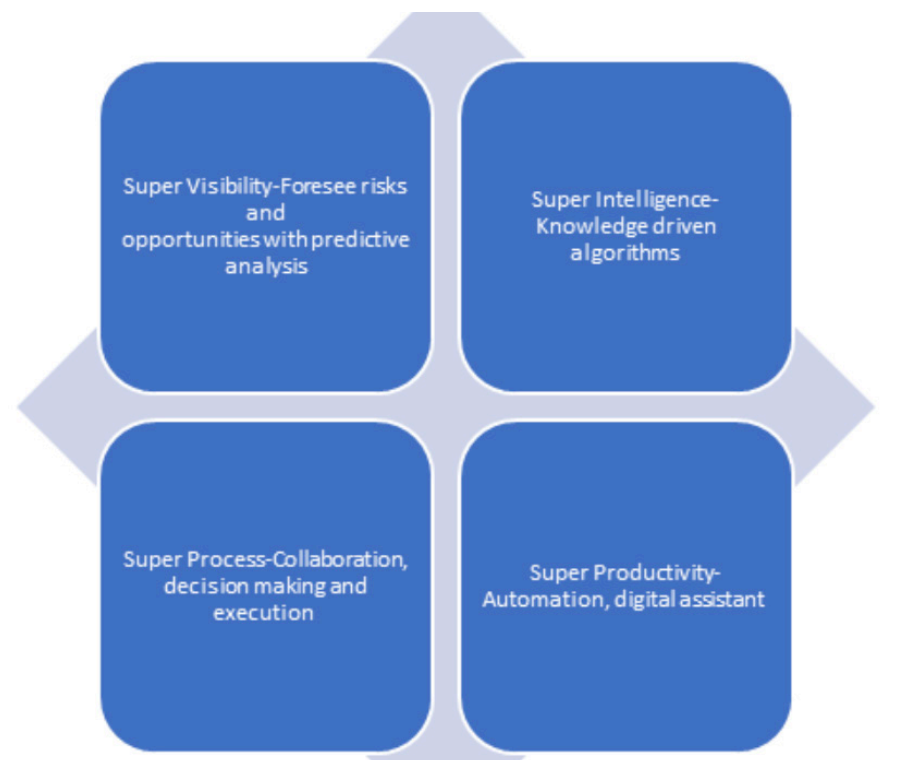 Super Visibility-Foresee risks
and
opportunities with predictive
analysis
Super Intelligence-
Knowledge driven
algorithms
Super Process-Collaboration,
decision making and
execution
Super Productivity-
Automation, digital assistant